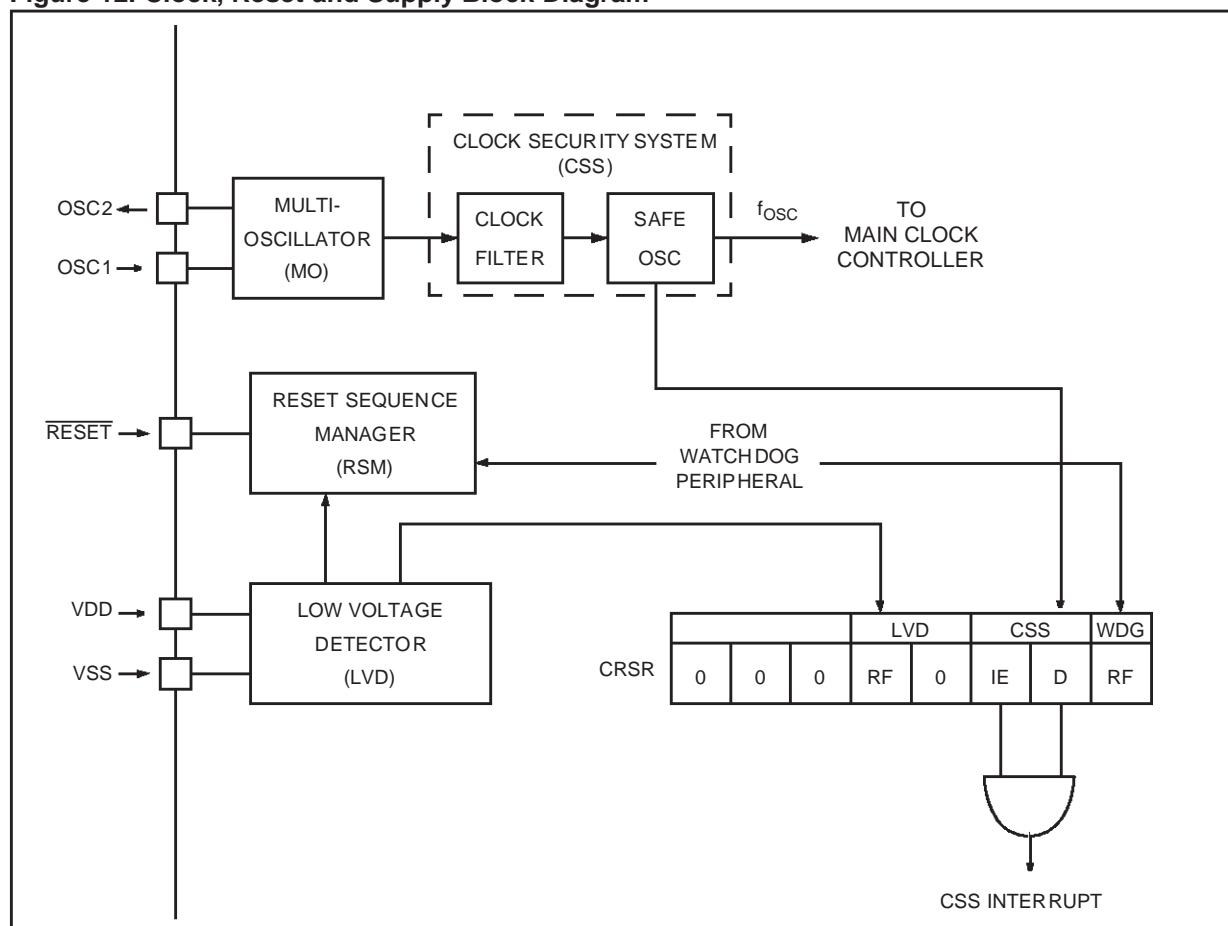 Figure 12. Clock, Reset and Supply Block Diagram
CLOCK SECURITY SYSTEM
(CSS)
OSC2
OSC1
MULTI-
OSCILLATOR
(MO)
CLOCK
FILTER
SAFE
OSC
fOSC
TO
MAIN CLOCK
CONTROLLER
RESET
RESET SEQUENCE
MANAGER
(RSM)
FROM
WATCHDOG
PERIPHERAL
VDD
VSS
LOW VOLTAGE
DETECTOR
(LVD)
LVD CSS WDG
CRSR 0 0 0 RF 0 IE D RF
CSS INTERRUPT